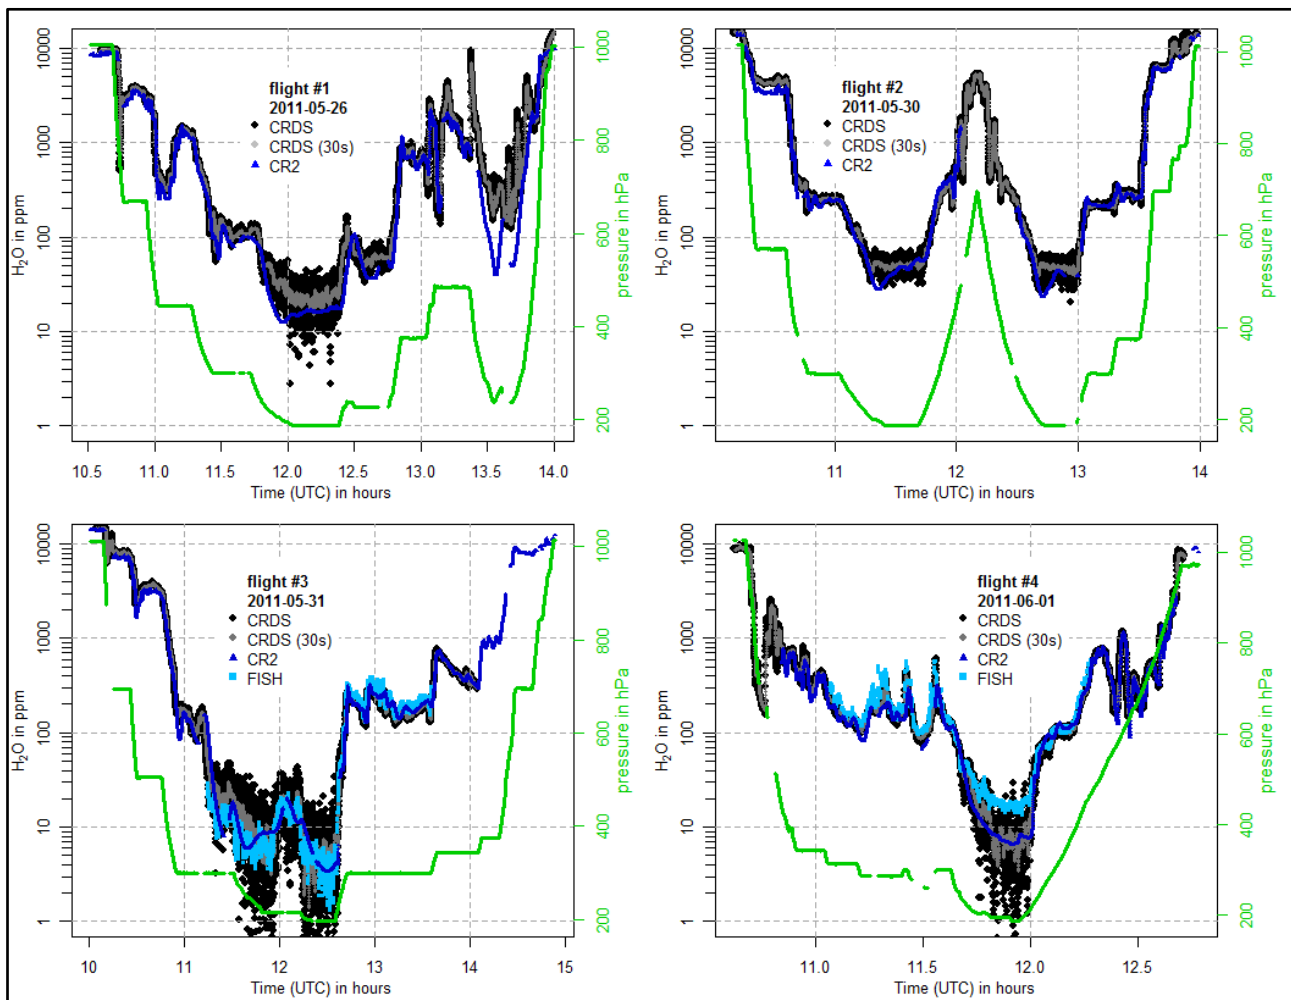 flight #1
2011-05-26
CRDS
CRDS (30s)
CR2
H2O in ppm
1
10
100
1000
10000
pressure in hPa
200
400
600
800
1000
10.5 11.0 11.5 12.0 12.5 13.0 13.5 14.0
Time (UTC) in hours
flight #2
2011-05-30
CRDS
CRDS (30s)
CR2
H2O in ppm
1
10
100
1000
10000
pressure in hPa
200
400
600
800
1000
11 12 13 14
Time (UTC) in hours
flight #3
2011-05-31
CRDS
CRDS (30s)
CR2
FISH
H2O in ppm
1
10
100
1000
10000
pressure in hPa
200
400
600
800
1000
10 11 12 13 14 15
Time (UTC) in hours
flight #4
2011-06-01
CRDS
CRDS (30s)
CR2
FISH
H2O in ppm
1
10
100
1000
10000
pressure in hPa
200
400
600
800
1000
11.0 11.5 12.0 12.5
Time (UTC) in hours